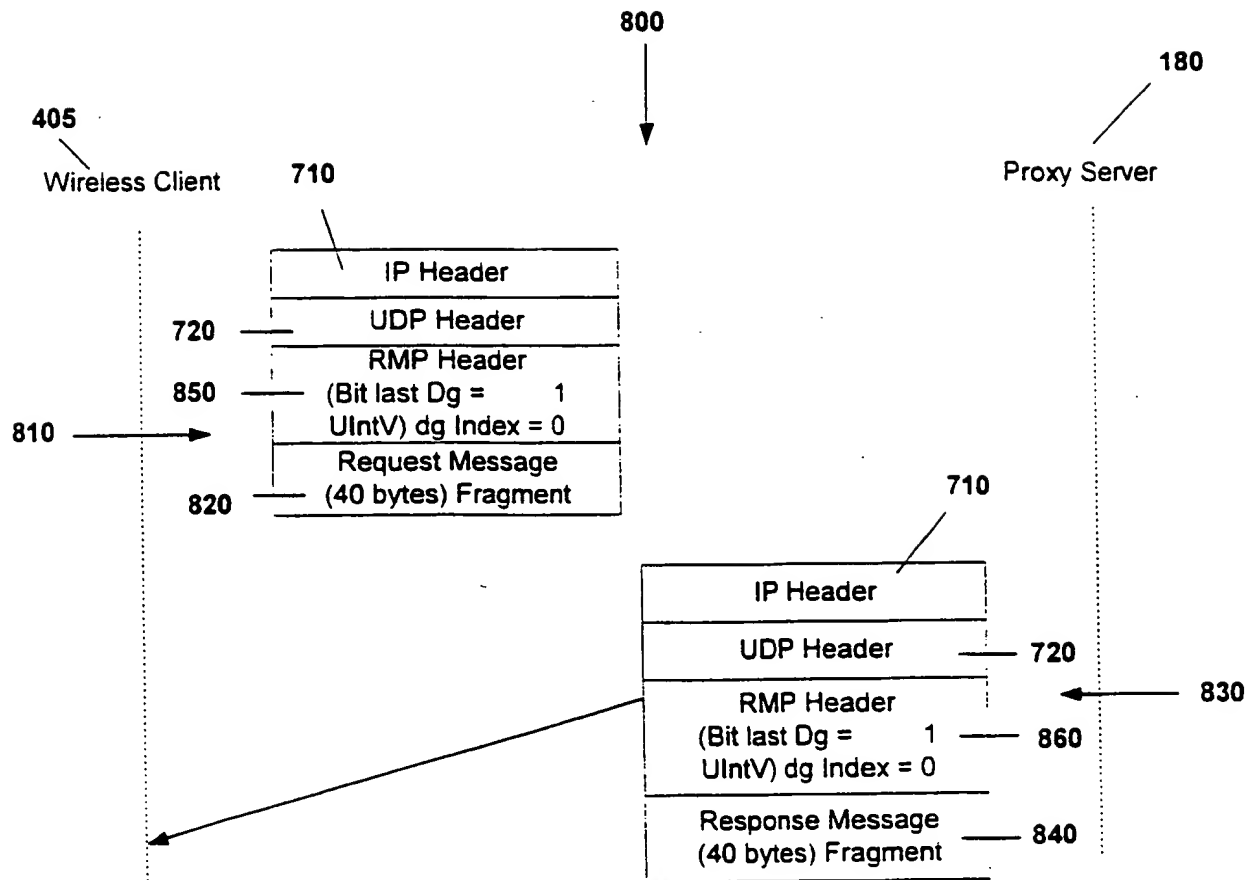 800
180
405
Wireless Client
710
Proxy Server
IP Header
720
UDP Header
RMP Header
850
(Bit last Dg = 1
UIntV) dg Index = 0
810
Request Message
820
(40 bytes) Fragment
710
IP Header
UDP Header
720
RMP Header
830
(Bit last Dg = 1
860
UIntV) dg Index = 0
Response Message
840
(40 bytes) Fragment